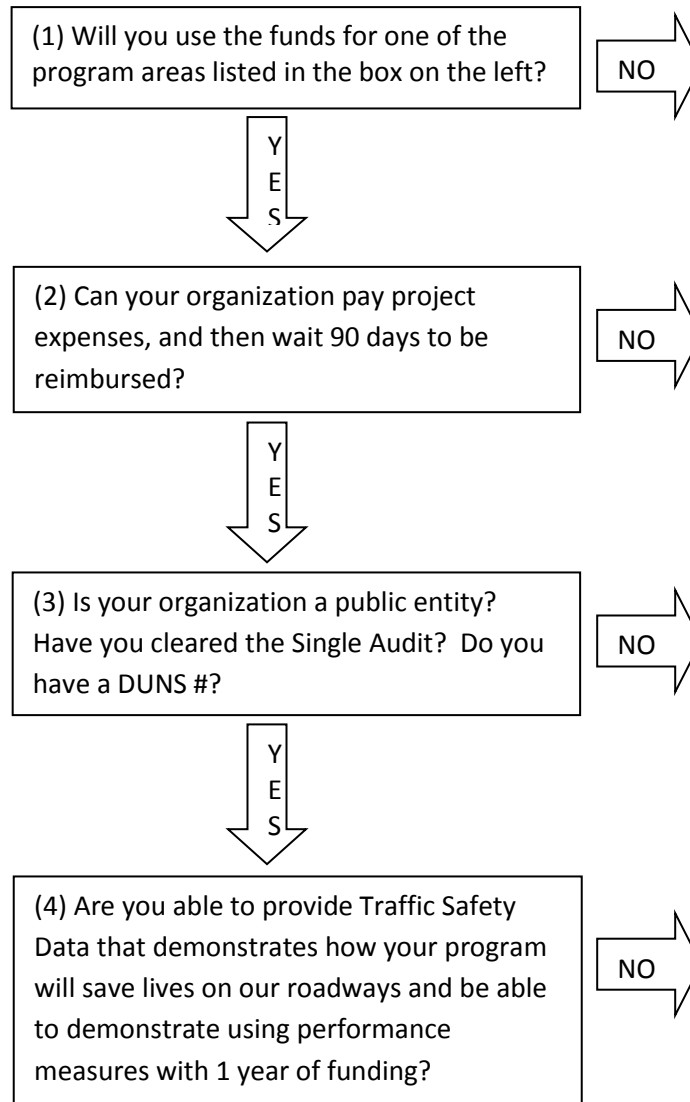 (1) Will you use the funds for one of the
program areas listed in the box on the left?
NO
Y
E
S
(2) Can your organization pay project
expenses, and then wait 90 days to be
reimbursed?
NO
Y
E
S
(3) Is your organization a public entity?
Have you cleared the Single Audit?  Do you
have a DUNS #?
NO
Y
E
S
(4) Are you able to provide Traffic Safety
Data that demonstrates how your program
will save lives on our roadways and be able
to demonstrate using performance
measures with 1 year of funding?
NO